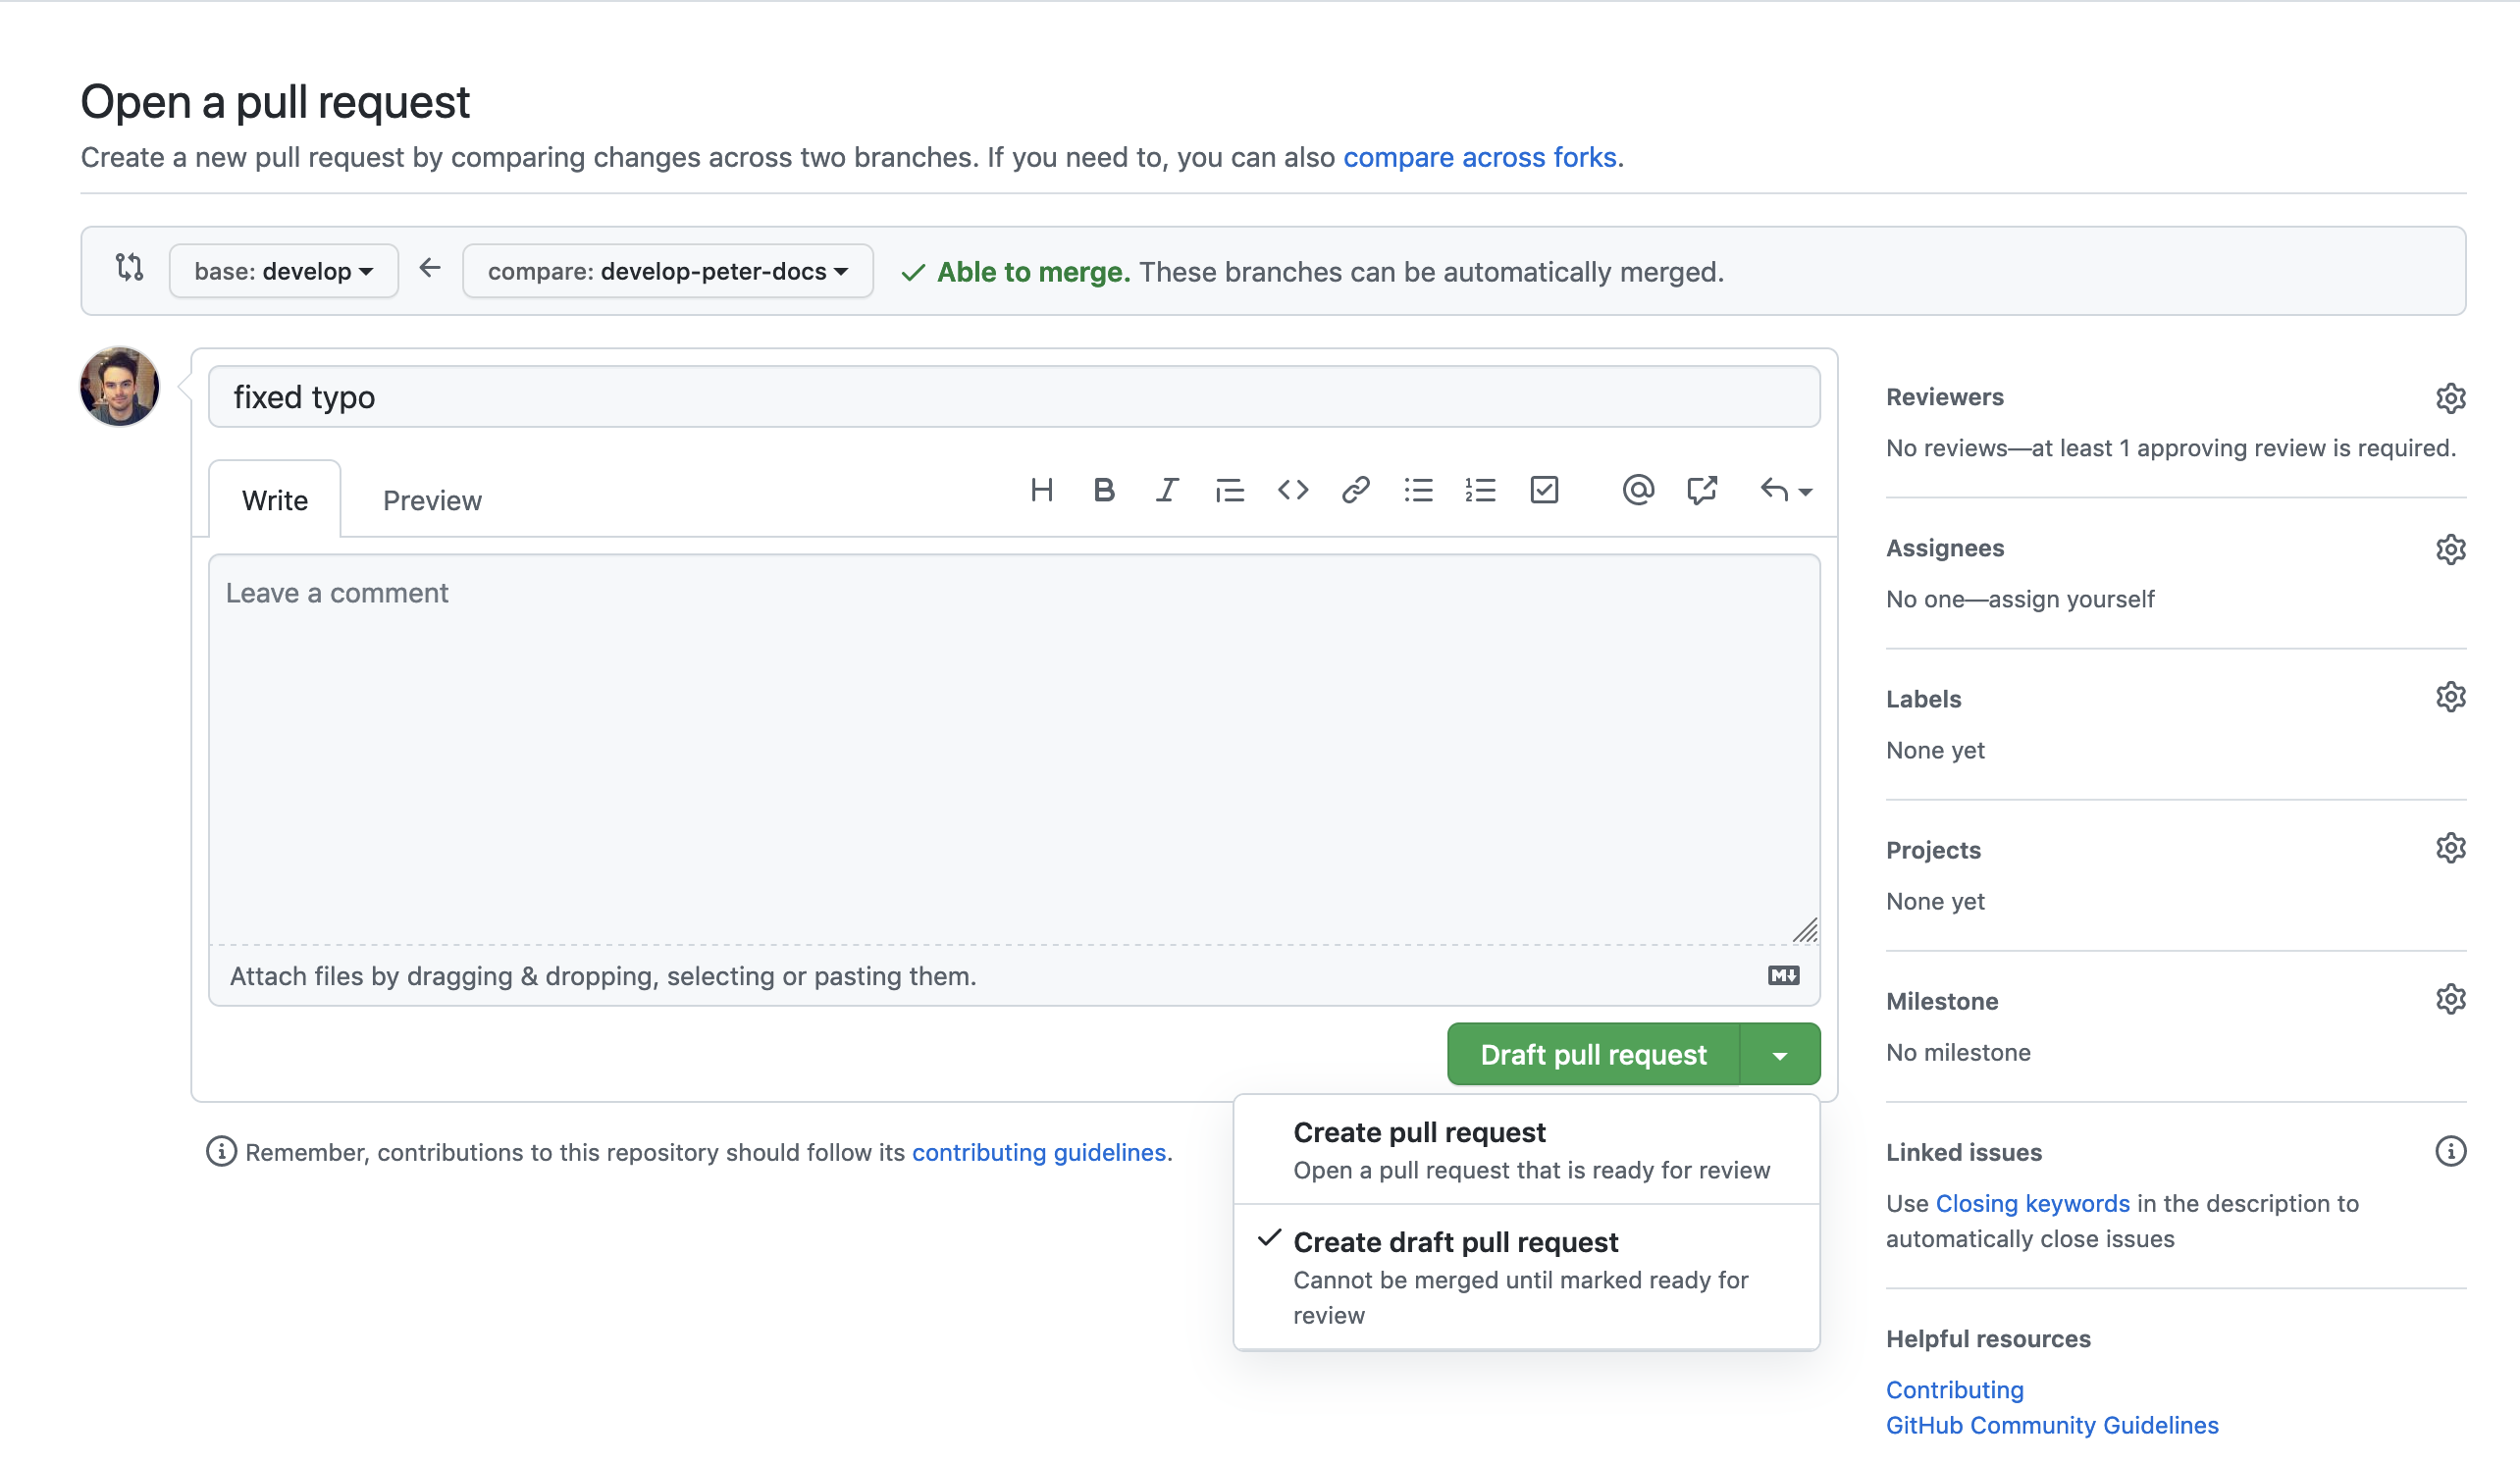 Open a pull request
Create a new pull request by comparing changes across two branches. If you need to, you can also compare across forks.
base: develop
compare: develop-peter-docs
Able to merge. These branches can be automatically merged.
fixed typo
Write
Preview
Leave a comment
Attach files by dragging & dropping, selecting or pasting them.
Draft pull request
Create pull request
Open a pull request that is ready for review
Create draft pull request
Cannot be merged until marked ready for
review
Remember, contributions to this repository should follow its contributing guidelines.
Reviewers
No reviews—at least 1 approving review is required.
Assignees
No one—assign yourself
Labels
None yet
Projects
None yet
Milestone
No milestone
Linked issues
Use Closing keywords in the description to
automatically close issues
Helpful resources
Contributing
GitHub Community Guidelines